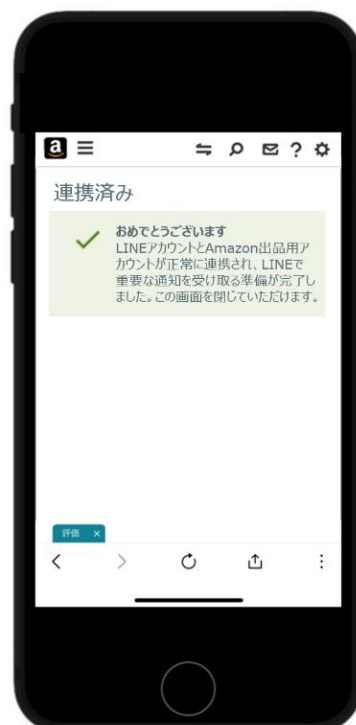 a
連携済み
おめでとうございます
LINEアカウントとAmazon出品用ア
カウントが正常に連携され、LINEで
重要な通知を受け取る準備が完了し
ました。この画面を閉じていただけます。
評価 ×